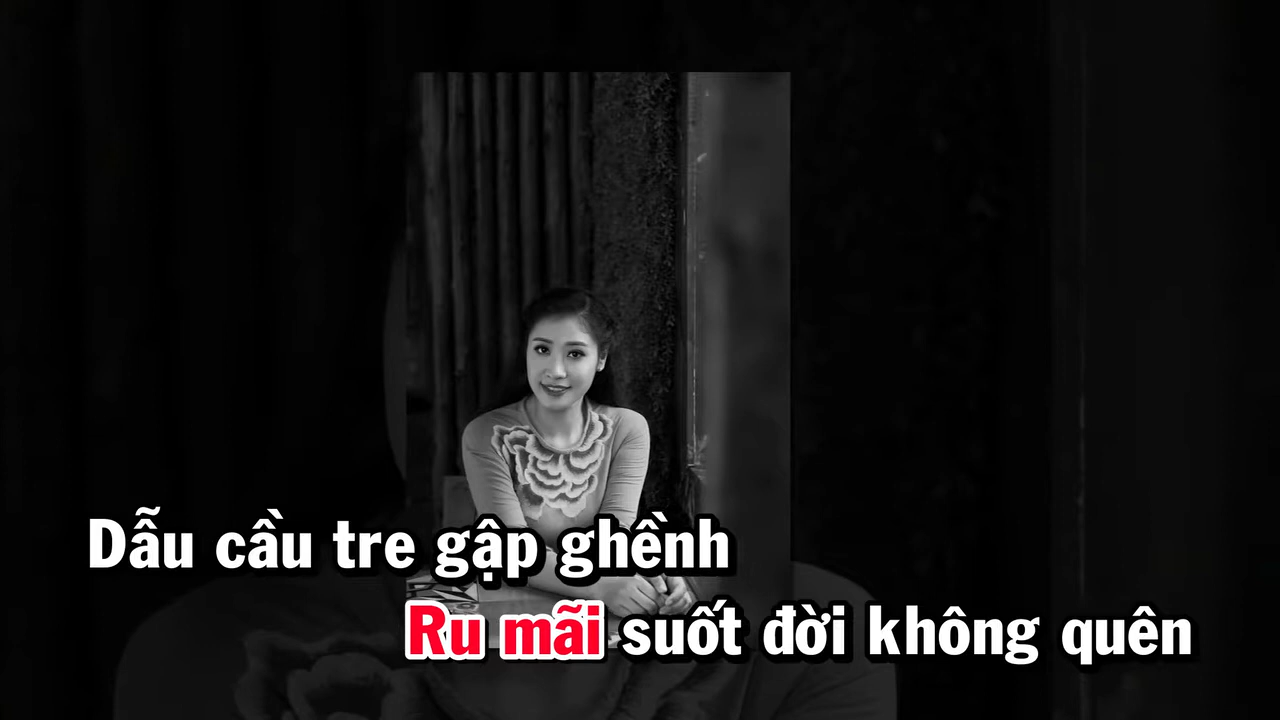 Dẫu cầu tre gập ghềnh
Ru mãi suốt đời không quên